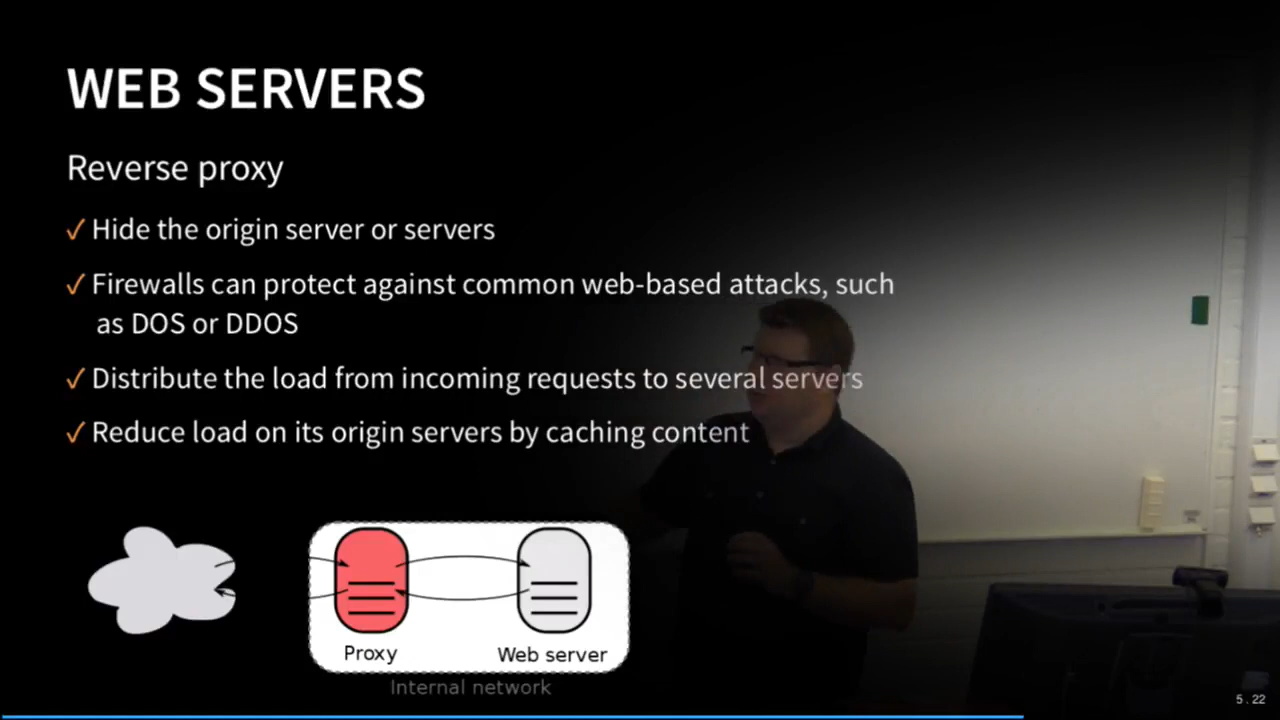 WEB SERVERS
Reverse proxy
✓ Hide the origin server or servers
✓ Firewalls can protect against common web-based attacks, such
as DOS or DDOS
✓ Distribute the load from incoming requests to several servers
✓ Reduce load on its origin servers by caching content
Proxy
Web server
Internal network
5 . 22